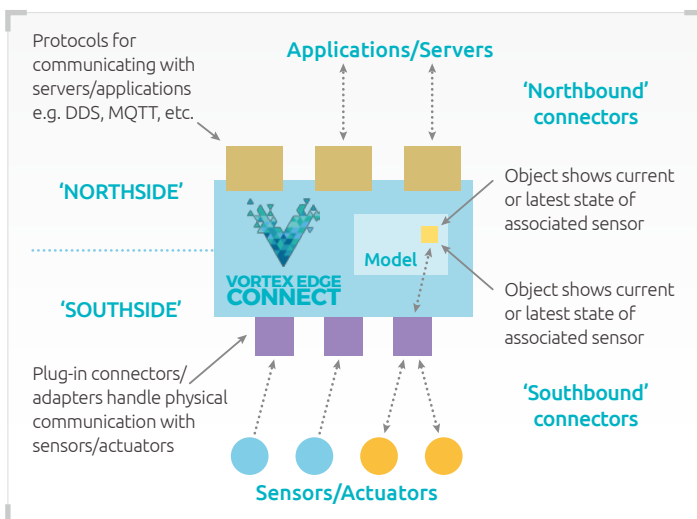 Protocols for
communicating with
servers/applications
e.g. DDS, MQTT, etc.
Applications/Servers
‘Northbound’
connectors
‘NORTHSIDE’
Object shows current
or latest state of
associated sensor
Model
VORTEX EDGE
CONNECT
‘SOUTHSIDE’
Object shows current
or latest state of
associated sensor
Plug-in connectors/
adapters handle physical
communication with
sensors/actuators
‘Southbound’
connectors
Sensors/Actuators